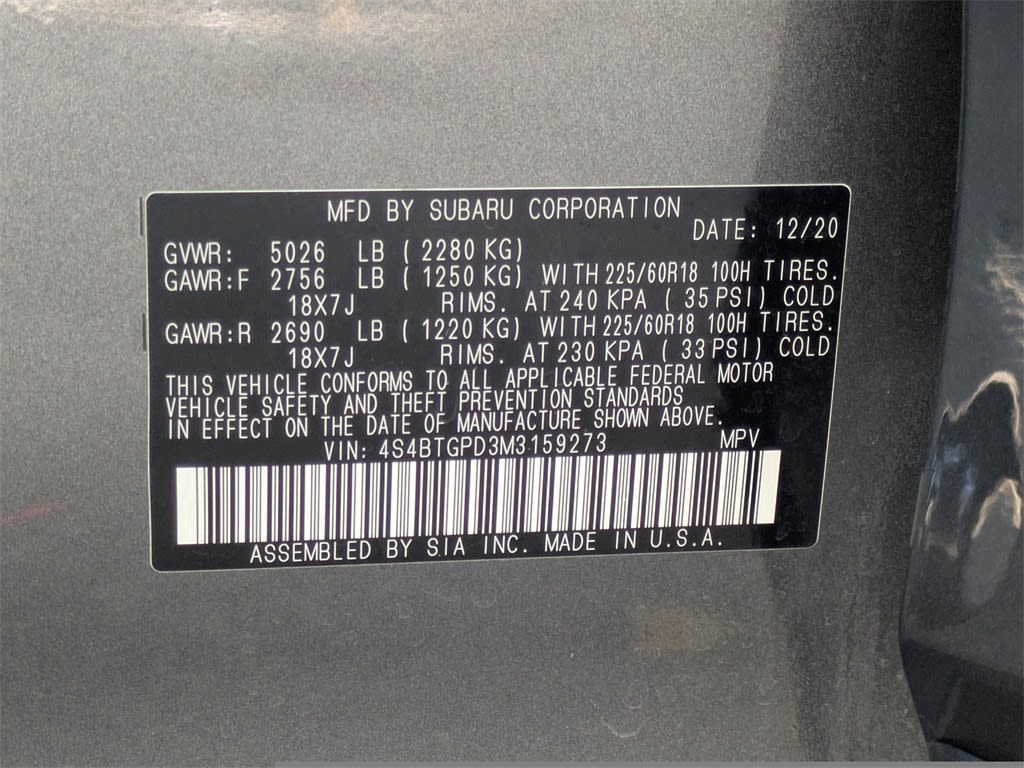 MFD BY SUBARU CORPORATION
DATE: 12/20
GVWR: 5026 LB (2280 KG)
GAWR:F 2756 LB (1250 KG) WITH 225/60R18 100H TIRES.
18X7J RIMS. AT 240 KPA (35 PSI) COLD
GAWR:R 2690 LB (1220 KG) WITH 225/60R18 100H TIRES.
18X7J RIMS. AT 230 KPA (33 PSI) COLD
THIS VEHICLE CONFORMS TO ALL APPLICABLE FEDERAL MOTOR
VEHICLE SAFETY AND THEFT PREVENTION STANDARDS
IN EFFECT ON THE DATE OF MANUFACTURE SHOWN ABOVE.
VIN: 4S4BTGPD3M3159273 MPV
ASSEMBLED BY SIA INC. MADE IN U.S.A.